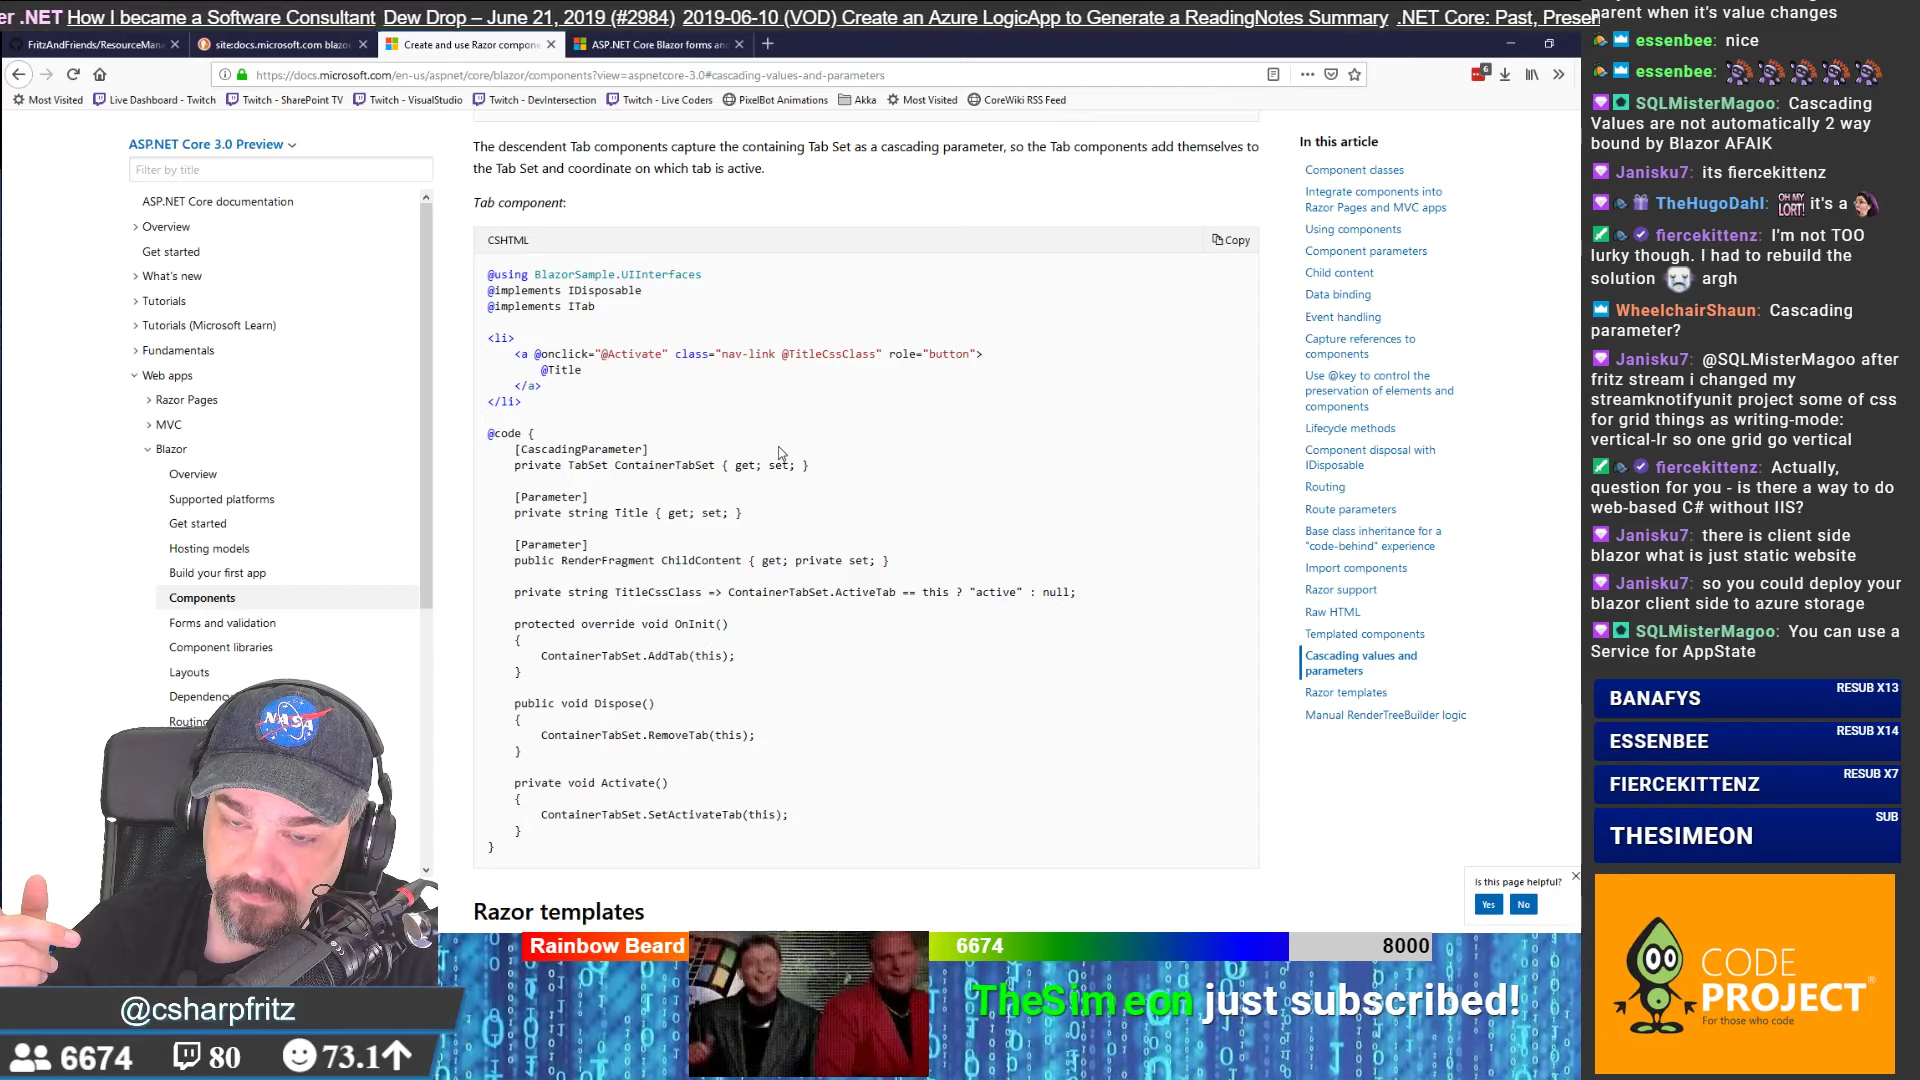 er .NET How I became a Software Consultant Dew Drop – June 21, 2019 (#2984) 2019-06-10 (VOD) Create an Azure LogicApp to Generate a ReadingNotes Summary .NET Core: Past, Presen
FritzAndFriends/ResourceMan
site:docs.microsoft.com blazo
Create and use Razor compone
ASP.NET Core Blazor forms and
https://docs.microsoft.com/en-us/aspnet/core/blazor/components?view=aspnetcore-3.0#cascading-values-and-parameters
6
Most Visited
Live Dashboard - Twitch
Twitch - SharePoint TV
Twitch - VisualStudio
Twitch - DevIntersection
Twitch - Live Coders
PixelBot Animations
Akka
Most Visited
CoreWiki RSS Feed
ASP.NET Core 3.0 Preview
Filter by title
ASP.NET Core documentation
Overview
Get started
What's new
Tutorials
Tutorials (Microsoft Learn)
Fundamentals
Web apps
Razor Pages
MVC
Blazor
Overview
Supported platforms
Get started
Hosting models
Build your first app
Components
Forms and validation
Component libraries
Layouts
Dependency
Routing
The descendent Tab components capture the containing Tab Set as a cascading parameter, so the Tab components add themselves to
the Tab Set and coordinate on which tab is active.
Tab component:
CSHTML
Copy
@using BlazorSample.UIInterfaces
@implements IDisposable
@implements ITab
<li>
<a @onclick="@Activate" class="nav-link @TitleCssClass" role="button">
@Title
</a>
</li>
@code {
[CascadingParameter]
private TabSet ContainerTabSet { get; set; }
[Parameter]
private string Title { get; set; }
[Parameter]
public RenderFragment ChildContent { get; private set; }
private string TitleCssClass => ContainerTabSet.ActiveTab == this ? "active" : null;
protected override void OnInit()
{
ContainerTabSet.AddTab(this);
}
public void Dispose()
{
ContainerTabSet.RemoveTab(this);
}
private void Activate()
{
ContainerTabSet.SetActivateTab(this);
}
}
Razor templates
In this article
Component classes
Integrate components into
Razor Pages and MVC apps
Using components
Component parameters
Child content
Data binding
Event handling
Capture references to
components
Use @key to control the
preservation of elements and
components
Lifecycle methods
Component disposal with
IDisposable
Routing
Route parameters
Base class inheritance for a
"code-behind" experience
Import components
Razor support
Raw HTML
Templated components
Cascading values and
parameters
Razor templates
Manual RenderTreeBuilder logic
Is this page helpful?
Yes
No
parent when it's value changes
essenbee: nice
essenbee:
SQLMisterMagoo: Cascading
Values are not automatically 2 way
bound by Blazor AFAIK
Janisku7: its fiercekittenz
TheHugoDahl: OH MY LORT! it's a
fiercekittenz: I'm not TOO
lurky though. I had to rebuild the
solution argh
WheelchairShaun: Cascading
parameter?
Janisku7: @SQLMisterMagoo after
fritz stream i changed my
streamknotifyunit project some of css
for grid things as writing-mode:
vertical-lr so one grid go vertical
fiercekittenz: Actually,
question for you - is there a way to do
web-based C# without IIS?
Janisku7: there is client side
blazor what is just static website
Janisku7: so you could deploy your
blazor client side to azure storage
SQLMisterMagoo: You can use a
Service for AppState
BANAFYS RESUB X13
ESSENBEE RESUB X14
FIERCEKITTENZ RESUB X7
THESIMEON SUB
CODE
PROJECT®
For those who code
NASA
@csharpfritz
6674
80
73.1
Rainbow Beard
6674
8000
TheSimeon just subscribed!